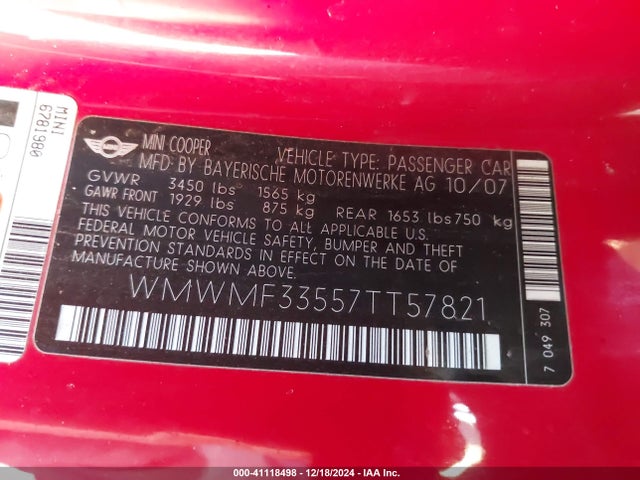 MINI
6781980
MINI COOPER VEHICLE TYPE: PASSENGER CAR
MFD BY BAYERISCHE MOTORENWERKE AG 10/07
GVWR 3450 lbs 1565 kg
GAWR FRONT 1929 lbs 875 kg REAR 1653 lbs 750 kg
THIS VEHICLE CONFORMS TO ALL APPLICABLE U.S.
FEDERAL MOTOR VEHICLE SAFETY, BUMPER AND THEFT
PREVENTION STANDARDS IN EFFECT ON THE DATE OF
MANUFACTURE SHOWN ABOVE.
WMWMF33557TT57821
7 049 307
000-41118498 - 12/18/2024 - IAA Inc.